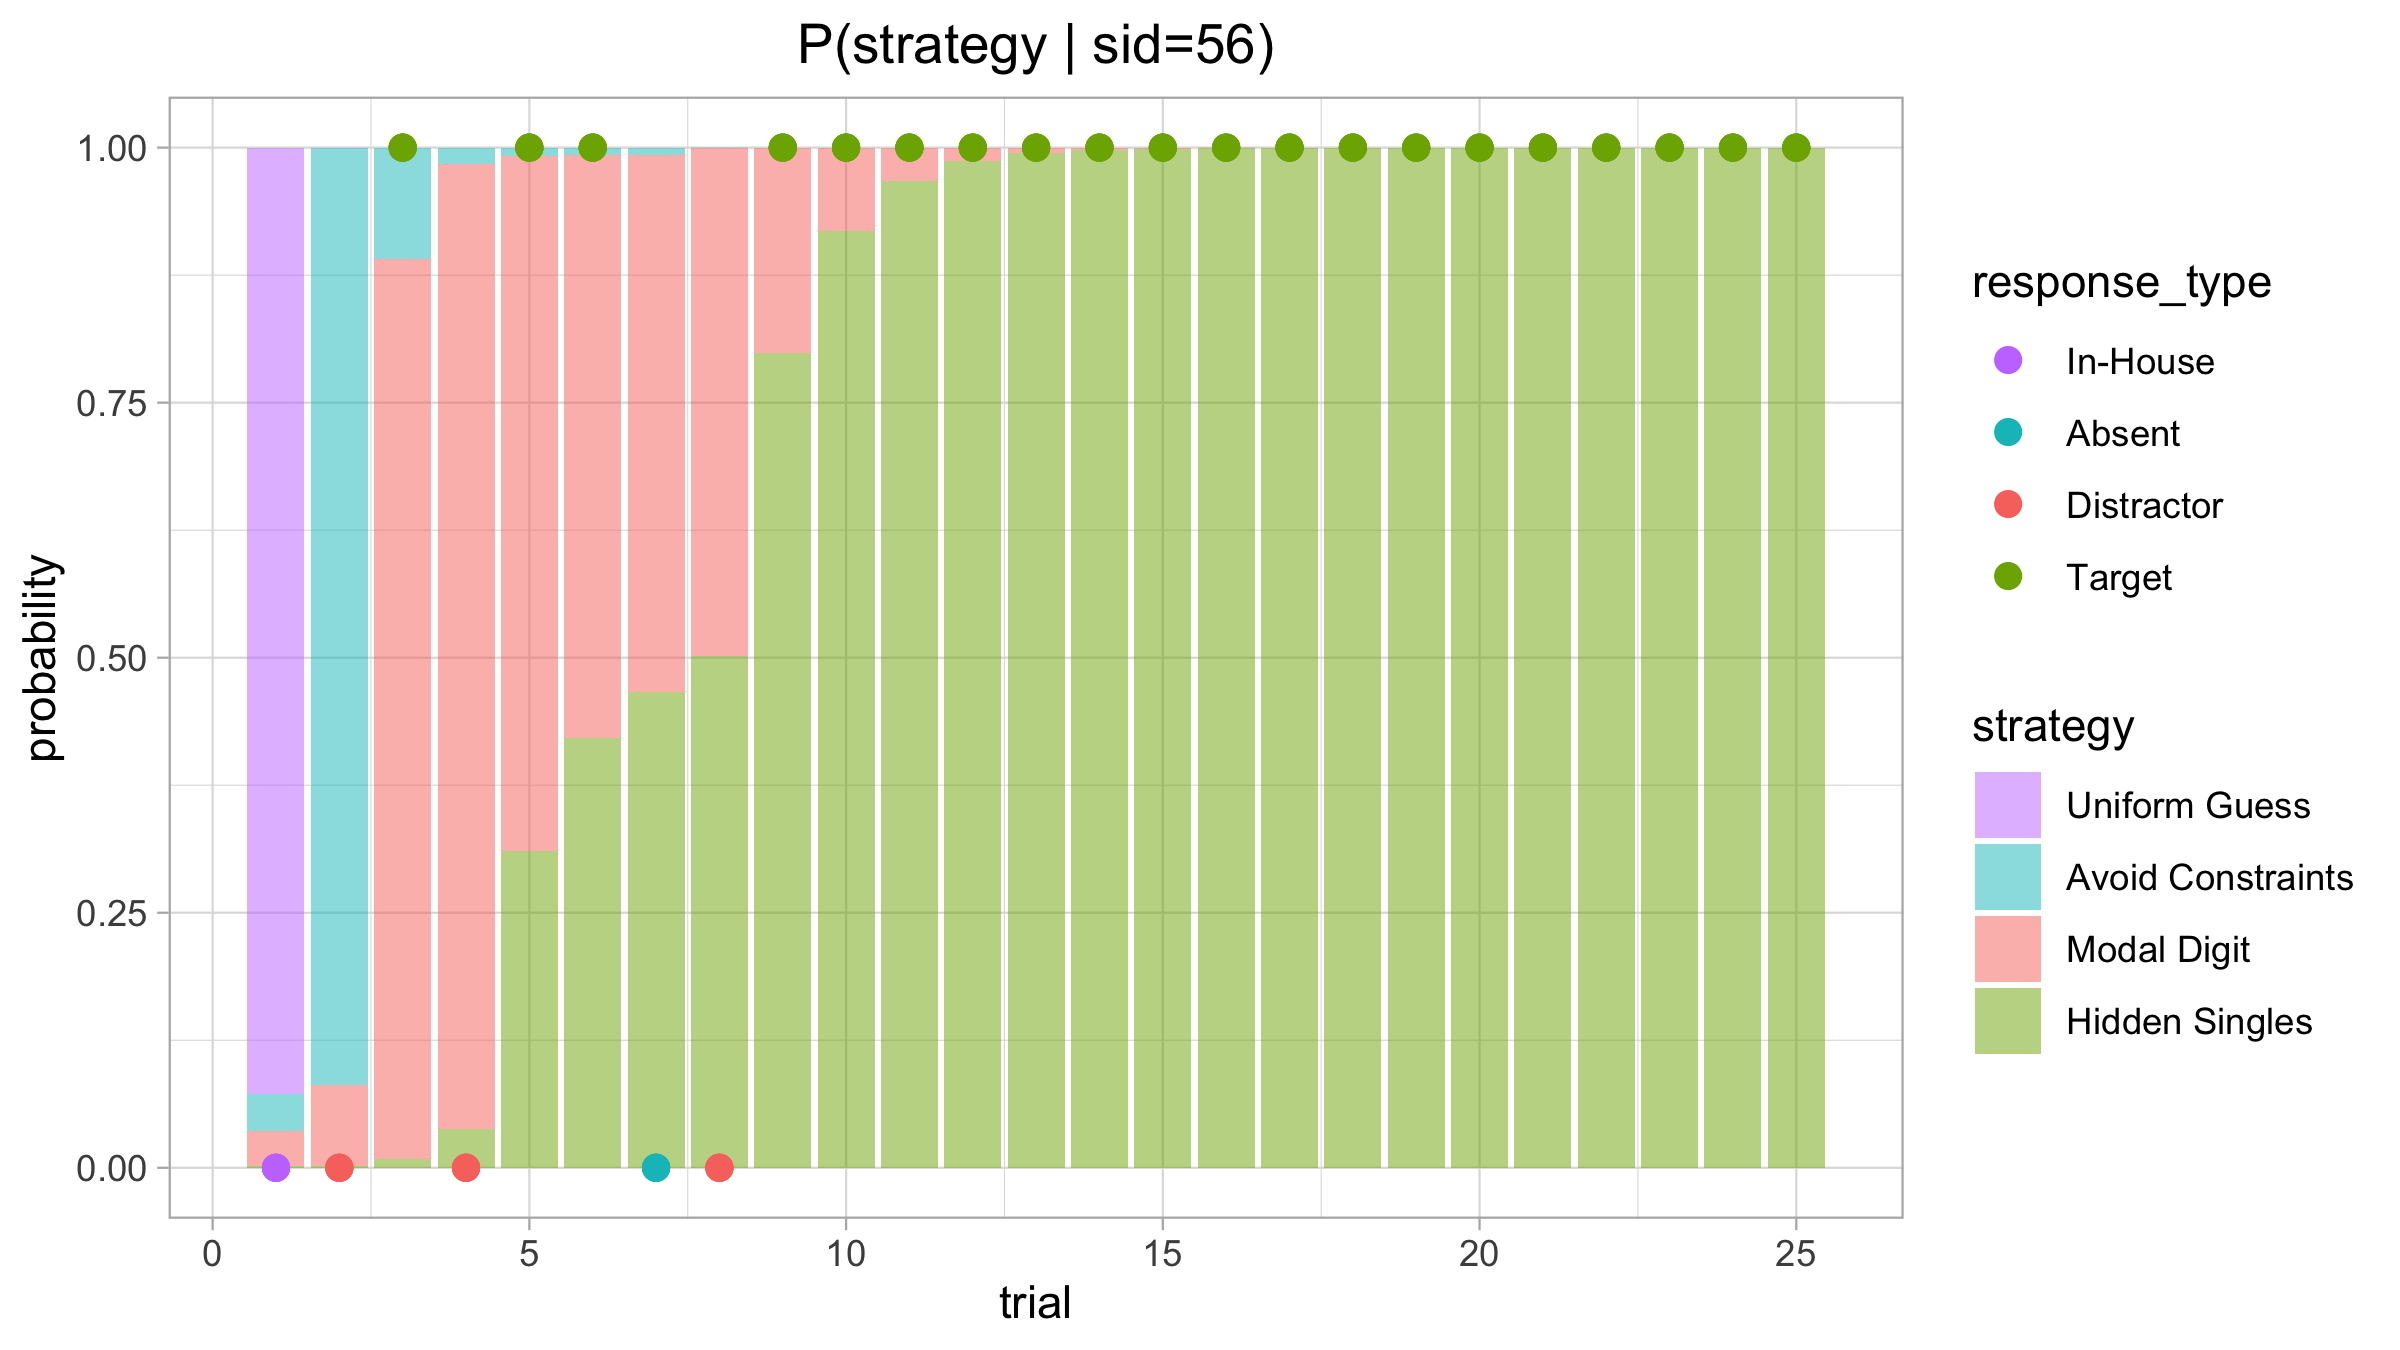 P(strategy | sid=56)
probability
1.00
0.75
0.50
0.25
0.00
0 5 10 15 20 25
trial
response_type
In-House
Absent
Distractor
Target
strategy
Uniform Guess
Avoid Constraints
Modal Digit
Hidden Singles